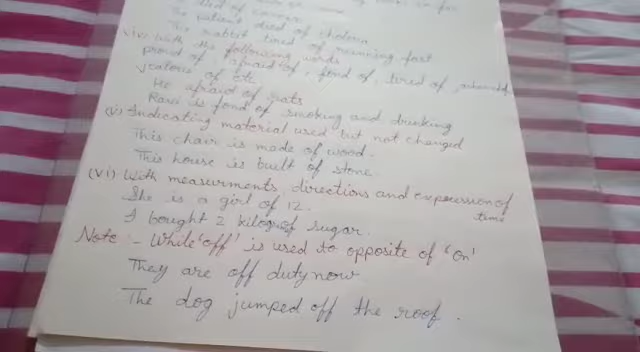 died of cancer
The patient died of cholera
The rabbit tired of running fast
(iv) With the following words
proud of, afraid of, fond of, tired of, ashamed of
jealous of etc
He afraid of rats
Ravi is fond of smoking and drinking
(v) Indicating material used but not changed
This chair is made of wood.
This house is built of stone.
(vi) With measurments, directions and expression of
time
She is a girl of 12.
I bought 2 kilos of sugar.
Note :- While 'off' is used to opposite of 'on'
They are off duty now
The dog jumped off the roof.